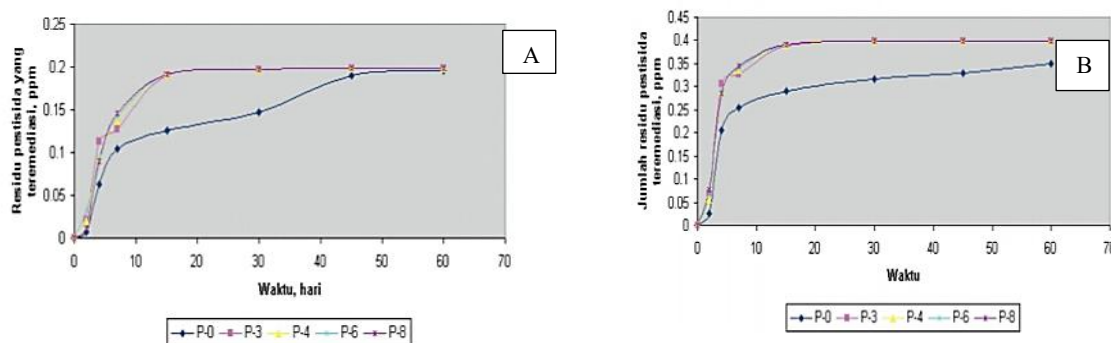 Residu pestisida yang
teremediasi, ppm
0.25
0.2
0.15
0.1
0.05
0
0
10
20
30
40
50
60
70
Waktu, hari
A
P-0
P-3
P-4
P-6
P-8
Jumlah residu pestisida
teremediasi, ppm
0.45
0.4
0.35
0.3
0.25
0.2
0.15
0.1
0.05
0
0
10
20
30
40
50
60
70
Waktu
B
P-0
P-3
P-4
P-6
P-8